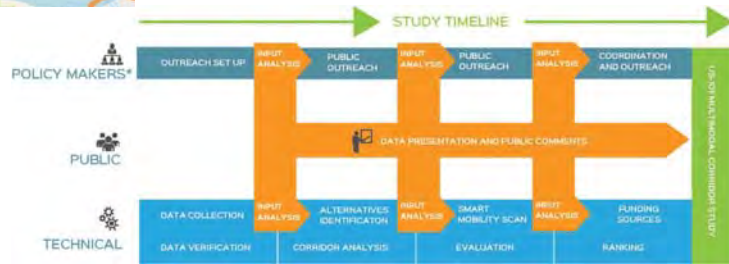 STUDY TIMELINE
POLICY MAKERS*
OUTREACH SET UP
INPUT
ANALYSIS
PUBLIC
OUTREACH
INPUT
ANALYSIS
PUBLIC
OUTREACH
INPUT
ANALYSIS
COORDINATION
AND OUTREACH
PUBLIC
DATA PRESENTATION AND PUBLIC COMMENTS
TECHNICAL
DATA COLLECTION
INPUT
ANALYSIS
ALTERNATIVES
IDENTIFICATON
INPUT
ANALYSIS
SMART
MOBILITY SCAN
INPUT
ANALYSIS
FUNDING
SOURCES
DATA VERIFICATION
CORRIDOR ANALYSIS
EVALUATION
RANKING
MULTIMODAL CORRIDOR STUDY